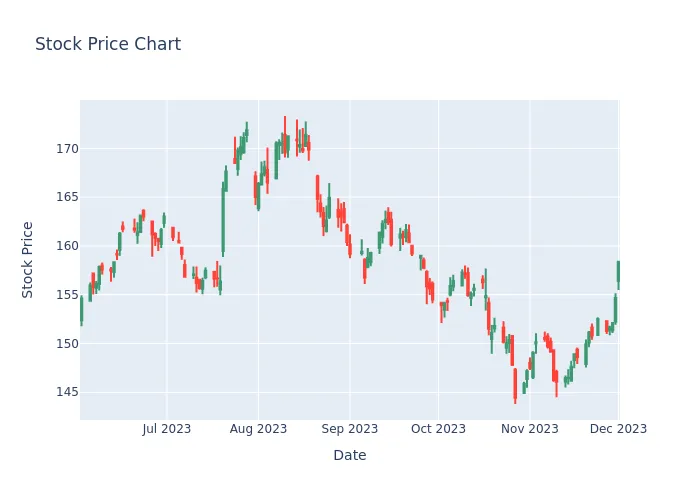 Stock Price Chart
Stock Price
170
165
160
155
150
145
Jul 2023
Aug 2023
Sep 2023
Oct 2023
Nov 2023
Dec 2023
Date